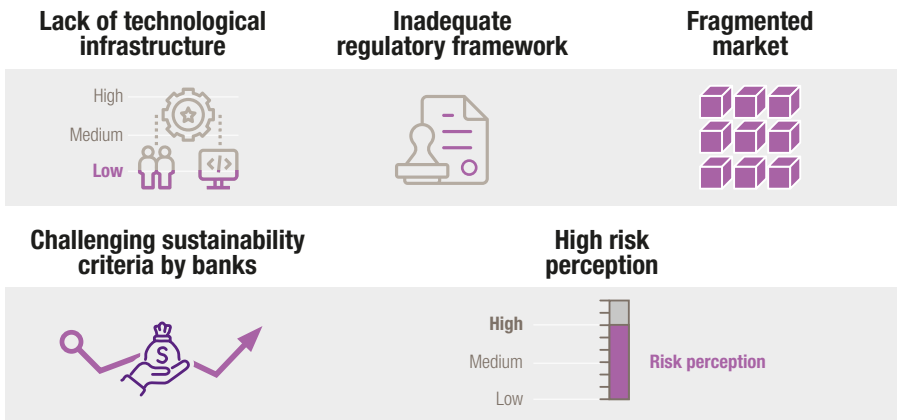 Lack of technological
infrastructure
Inadequate
regulatory framework
Fragmented
market
High
Medium
Low
</>
Challenging sustainability
criteria by banks
High risk
perception
S
High
Medium
Low
Risk perception